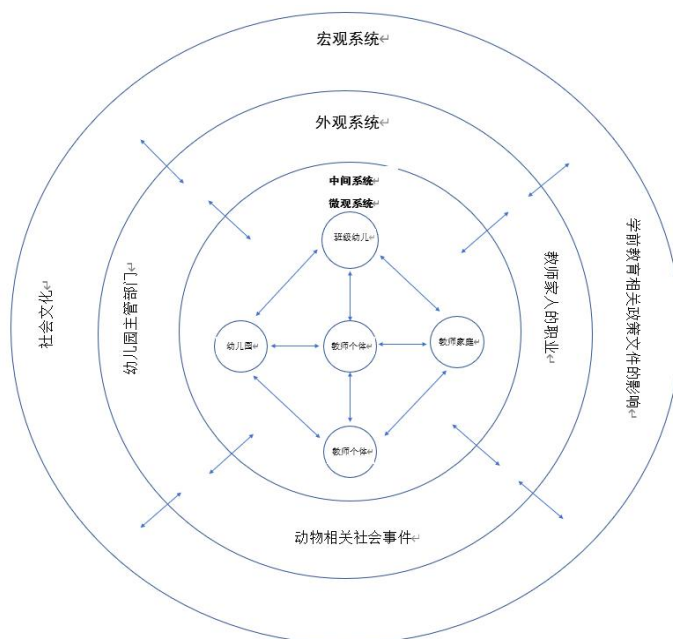 宏观系统
外观系统
中间系统
微观系统
班级幼儿
社会文化
幼儿园主管部门
幼儿园
教师个体
教师家庭
教师家人的职业
学前教育相关政策文件的影响
教师个体
动物相关社会事件